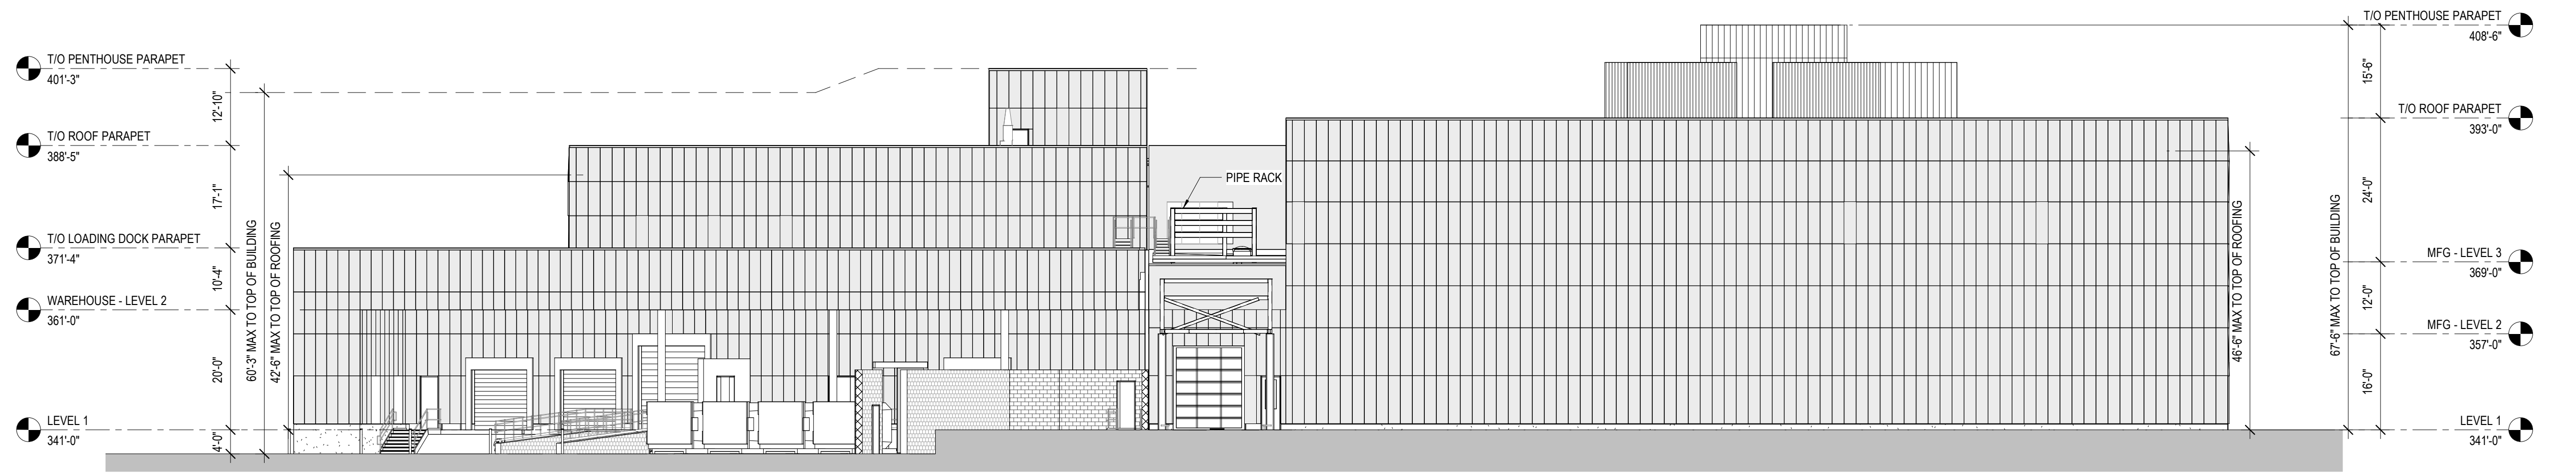 T/O PENTHOUSE PARAPET
401'-3"
T/O ROOF PARAPET
388'-5"
T/O LOADING DOCK PARAPET
371'-4"
WAREHOUSE - LEVEL 2
361'-0"
LEVEL 1
341'-0"
12'-10"
17'-1"
10'-4"
20'-0"
4'-0"
60'-3" MAX TO TOP OF BUILDING
42'-6" MAX TO TOP OF ROOFING
PIPE RACK
46'-6" MAX TO TOP OF ROOFING
67'-6" MAX TO TOP OF BUILDING
15'-6"
24'-0"
12'-0"
16'-0"
T/O PENTHOUSE PARAPET
408'-6"
T/O ROOF PARAPET
393'-0"
MFG - LEVEL 3
369'-0"
MFG - LEVEL 2
357'-0"
LEVEL 1
341'-0"